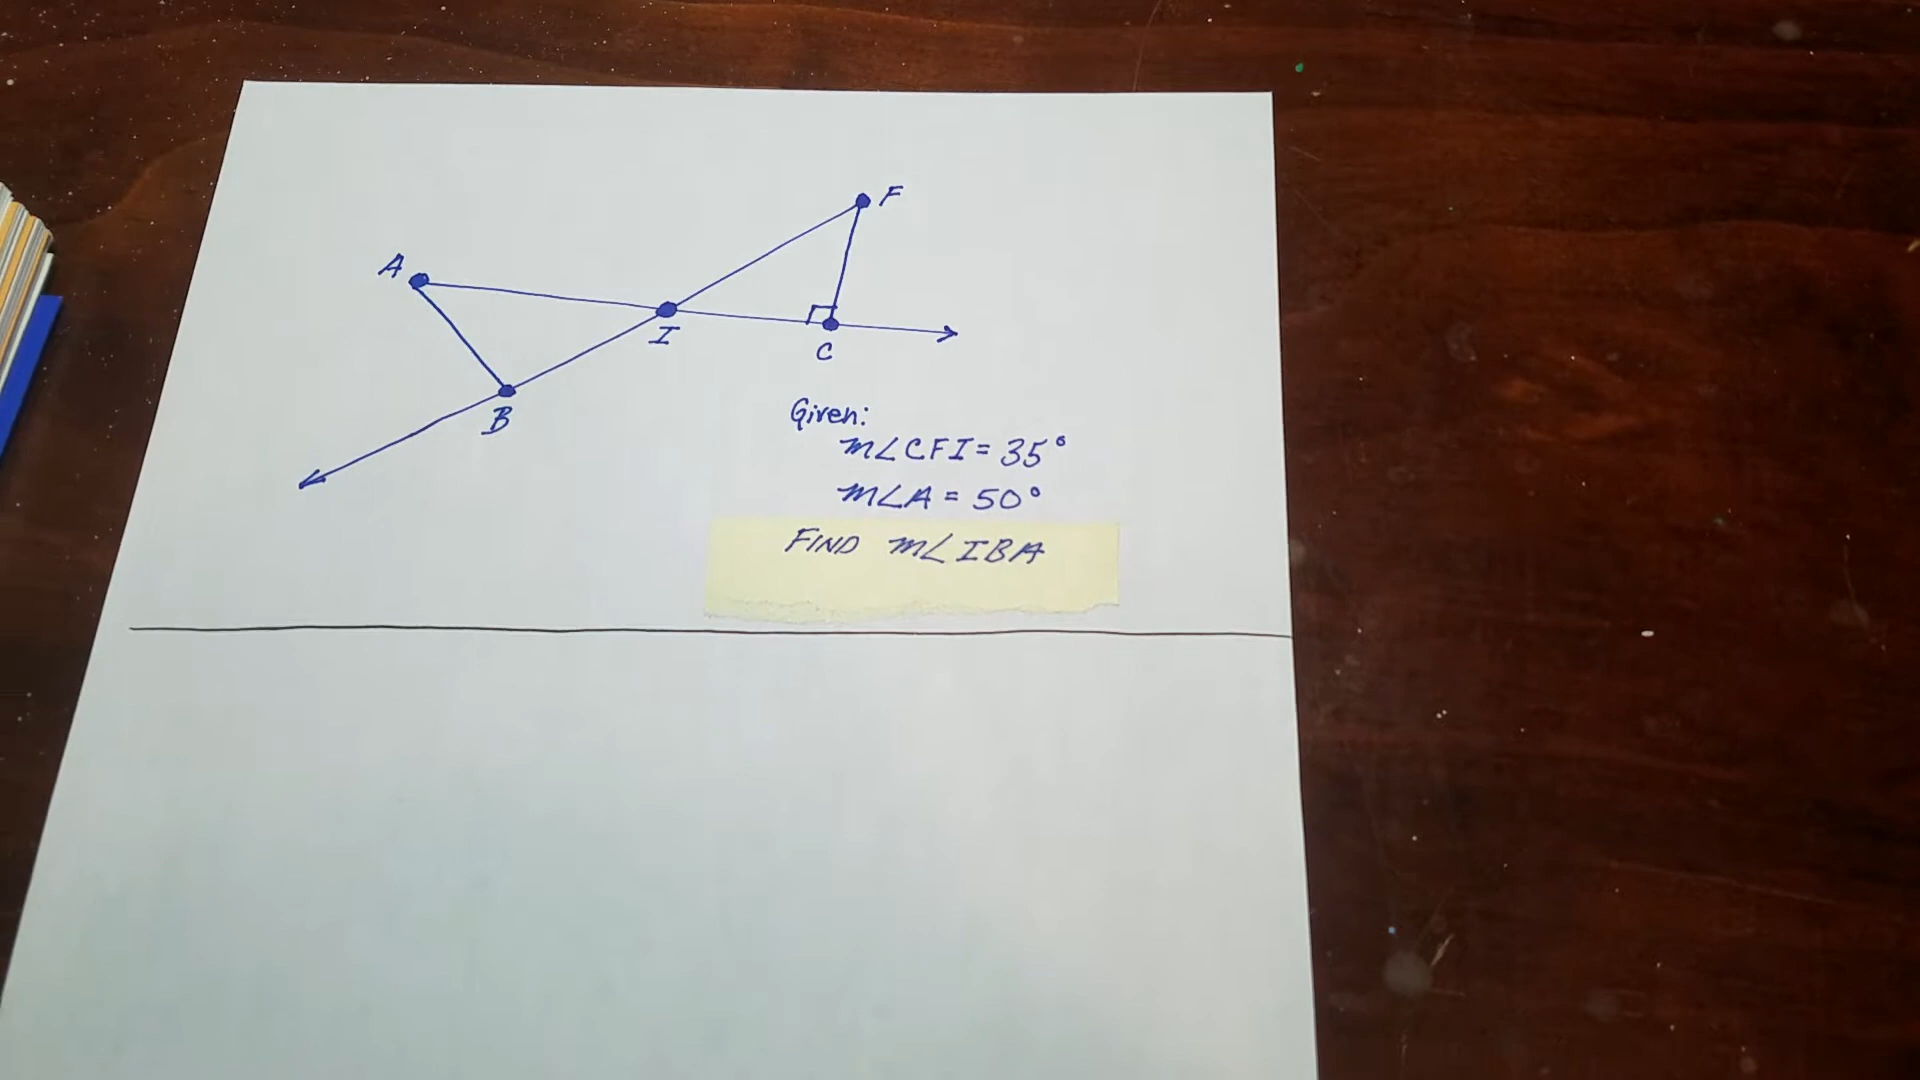 F
A
I
C
B
Given:
m∠CFI = 35°
m∠A = 50°
FIND m∠IBA